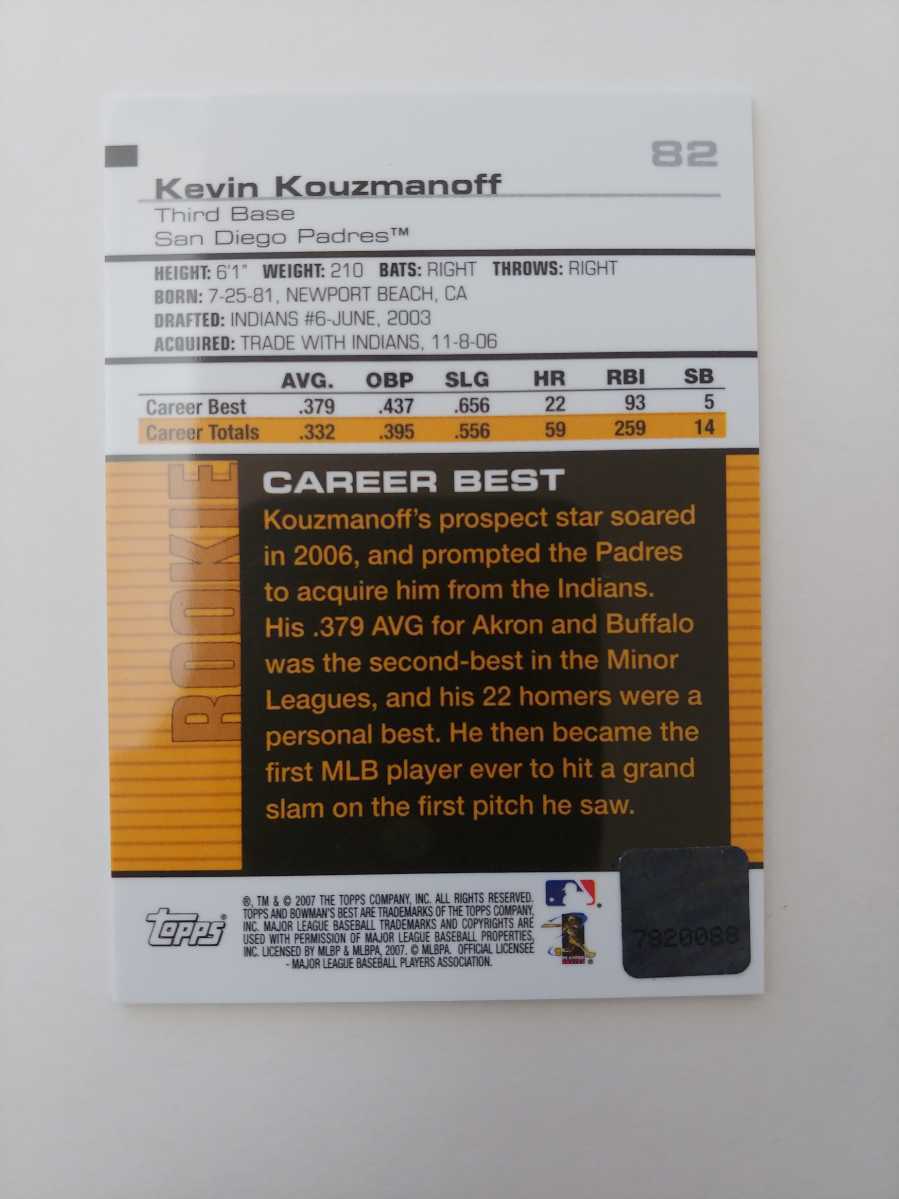 82
Kevin Kouzmanoff
Third Base
San Diego Padres™
HEIGHT: 6'1" WEIGHT: 210 BATS: RIGHT THROWS: RIGHT
BORN: 7-25-81, NEWPORT BEACH, CA
DRAFTED: INDIANS #6-JUNE, 2003
ACQUIRED: TRADE WITH INDIANS, 11-8-06
AVG. OBP SLG HR RBI SB
Career Best .379 .437 .656 22 93 5
Career Totals .332 .395 .556 59 259 14
ROOKIE
CAREER BEST
Kouzmanoff's prospect star soared
in 2006, and prompted the Padres
to acquire him from the Indians.
His .379 AVG for Akron and Buffalo
was the second-best in the Minor
Leagues, and his 22 homers were a
personal best. He then became the
first MLB player ever to hit a grand
slam on the first pitch he saw.
topps®
®, TM & © 2007 THE TOPPS COMPANY, INC. ALL RIGHTS RESERVED.
TOPPS AND BOWMAN'S BEST ARE TRADEMARKS OF THE TOPPS COMPANY,
INC. MAJOR LEAGUE BASEBALL TRADEMARKS AND COPYRIGHTS ARE
USED WITH PERMISSION OF MAJOR LEAGUE BASEBALL PROPERTIES,
INC. LICENSED BY MLBP & MLBPA, 2007. © MLBPA. OFFICIAL LICENSEE
- MAJOR LEAGUE BASEBALL PLAYERS ASSOCIATION.